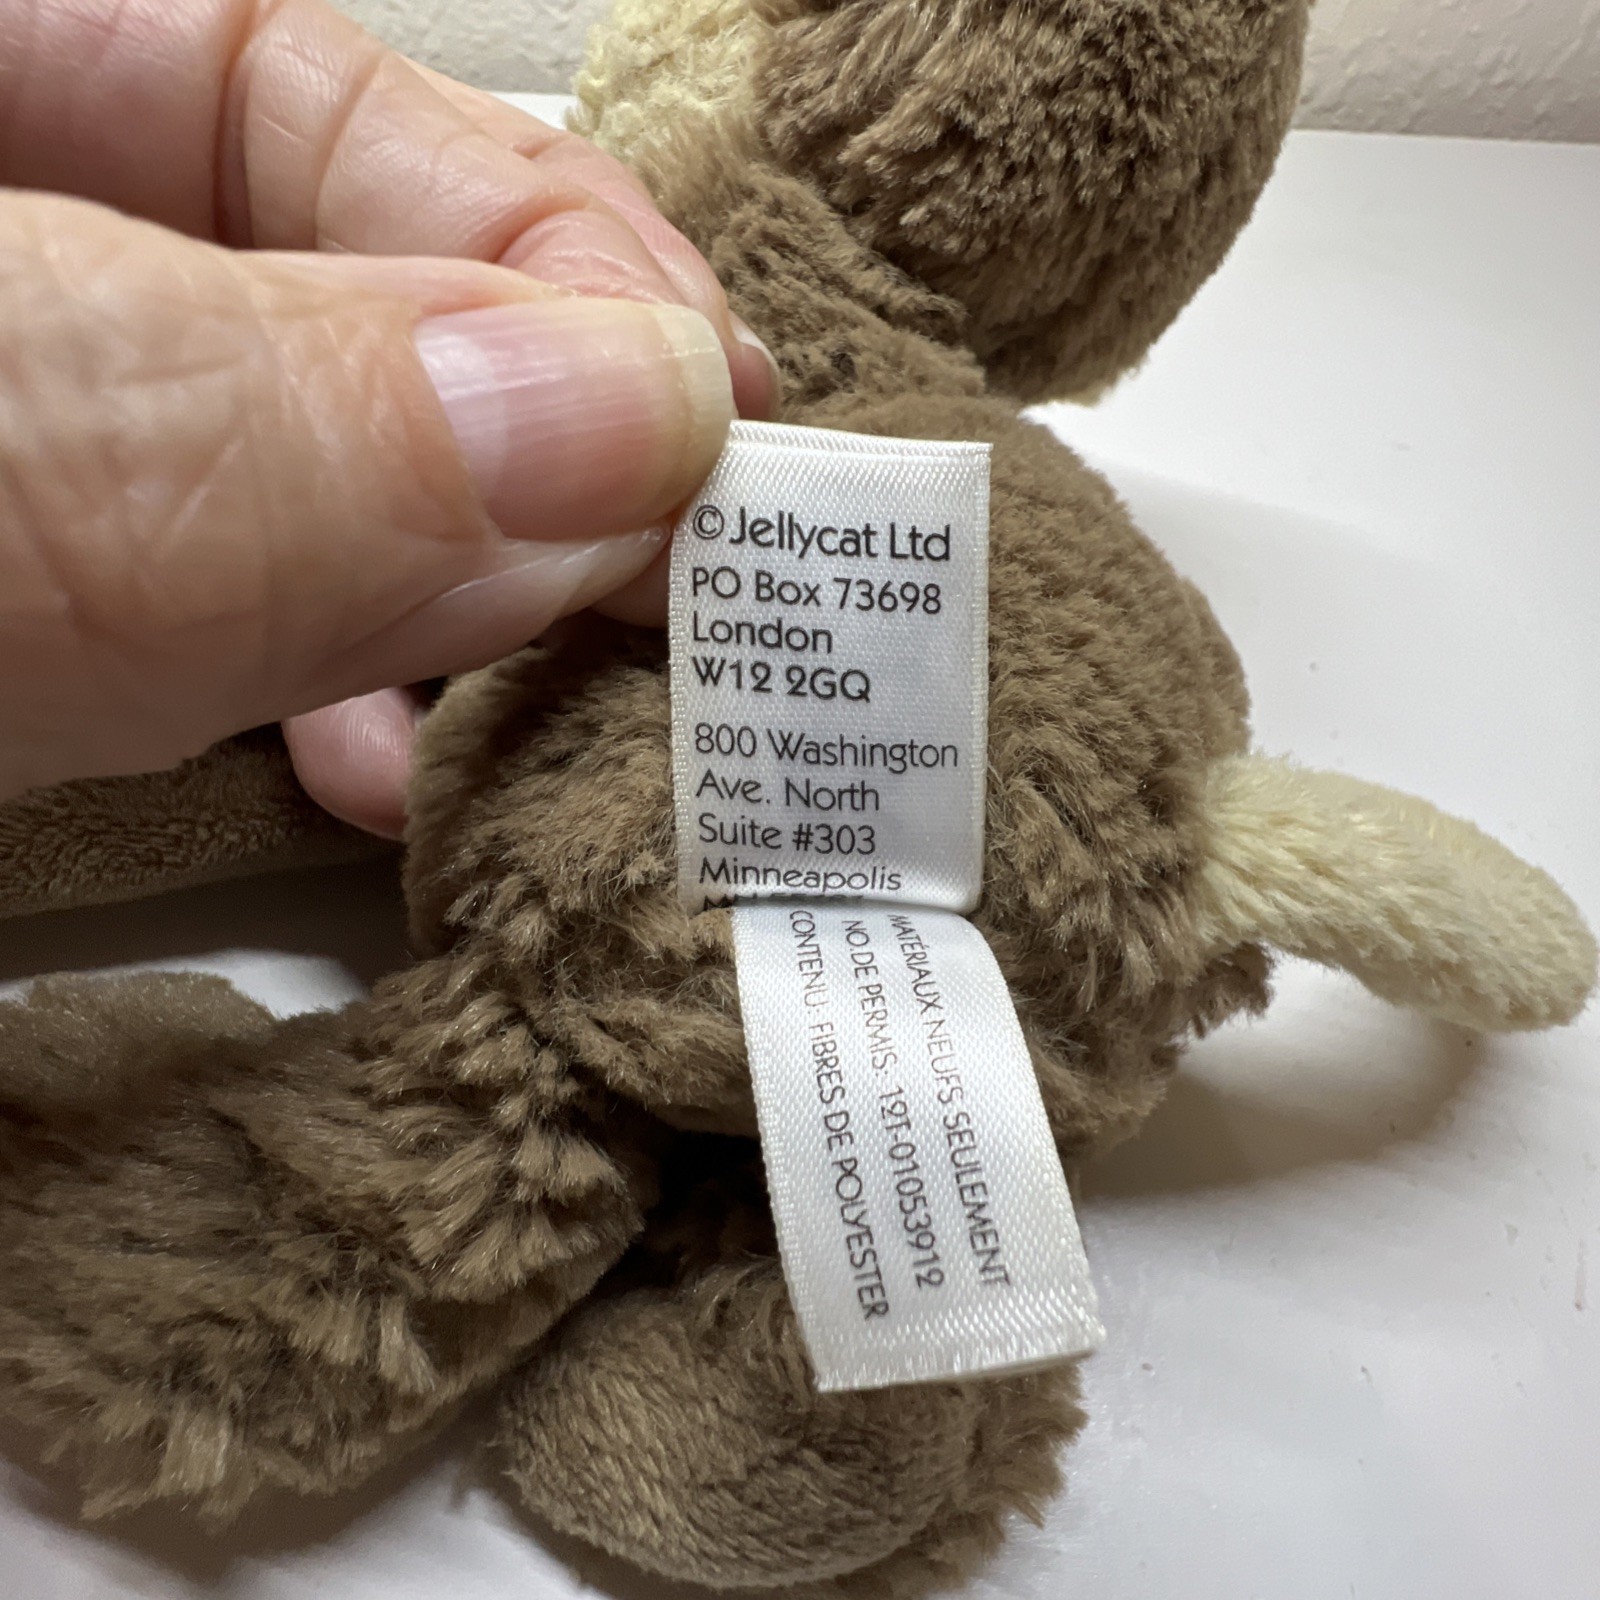 © Jellycat Ltd
PO Box 73698
London
W12 2GQ
800 Washington
Ave. North
Suite #303
Minneapolis
MATÉRIAUX NEUFS SEULEMENT
NO.DE PERMIS: 12T-01053912
CONTENU: FIBRES DE POLYESTER